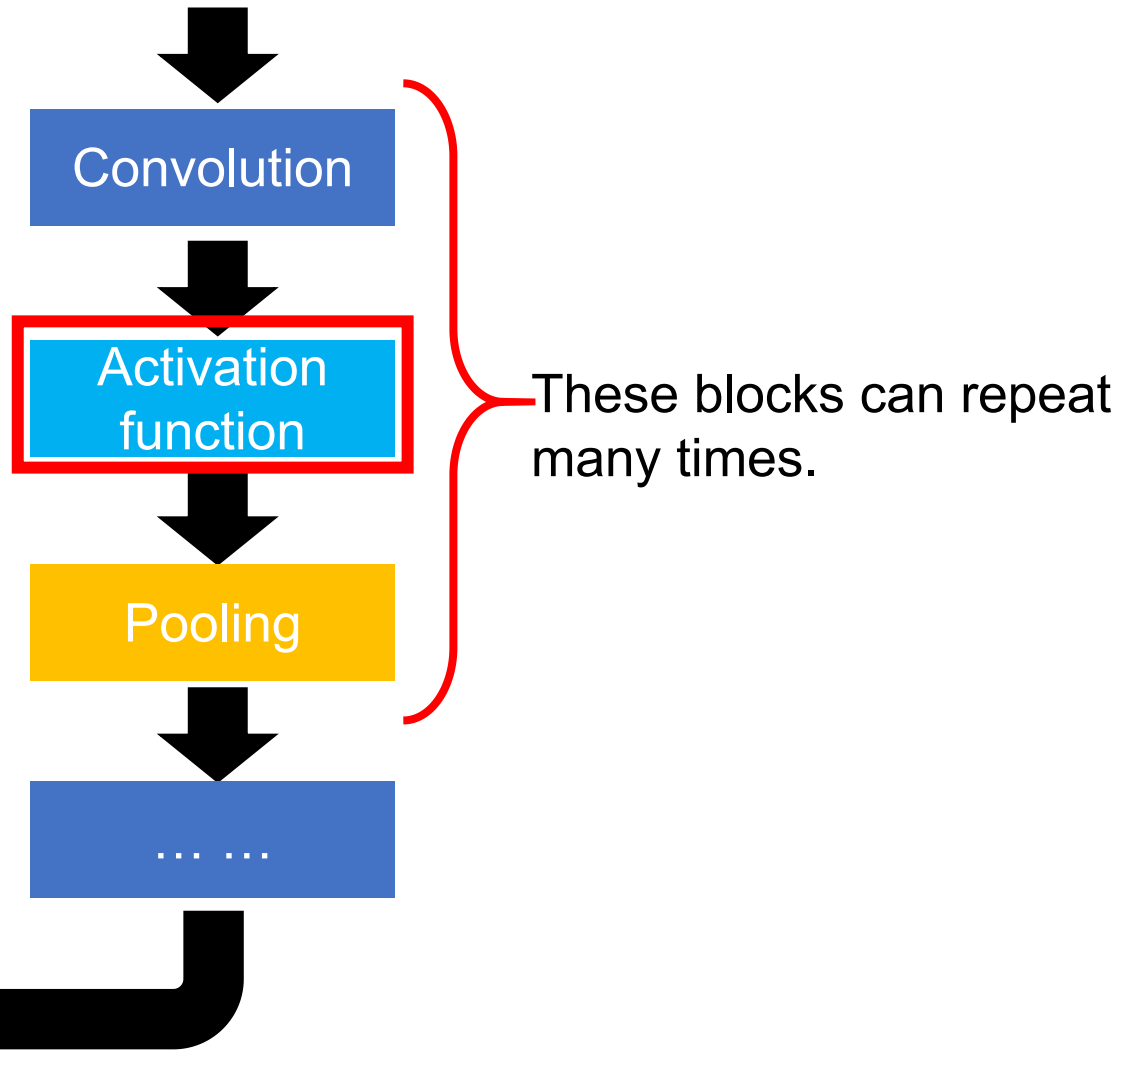 Convolution
Activation
function
These blocks can repeat
many times.
Pooling
… …